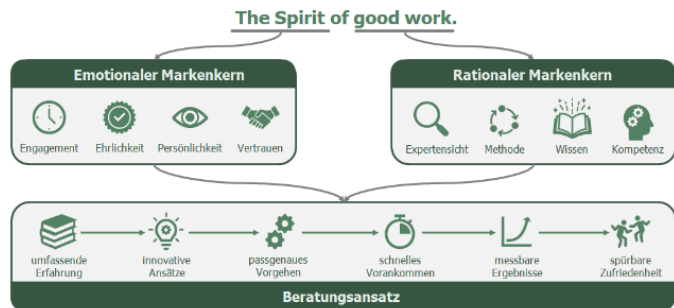 The Spirit of good work.
Emotionaler Markenkern
Engagement
Ehrlichkeit
Persönlichkeit
Vertrauen
Rationaler Markenkern
Expertensicht
Methode
Wissen
Kompetenz
umfassende
Erfahrung
innovative
Ansätze
passgenaues
Vorgehen
schnelles
Vorankommen
messbare
Ergebnisse
spürbare
Zufriedenheit
Beratungsansatz